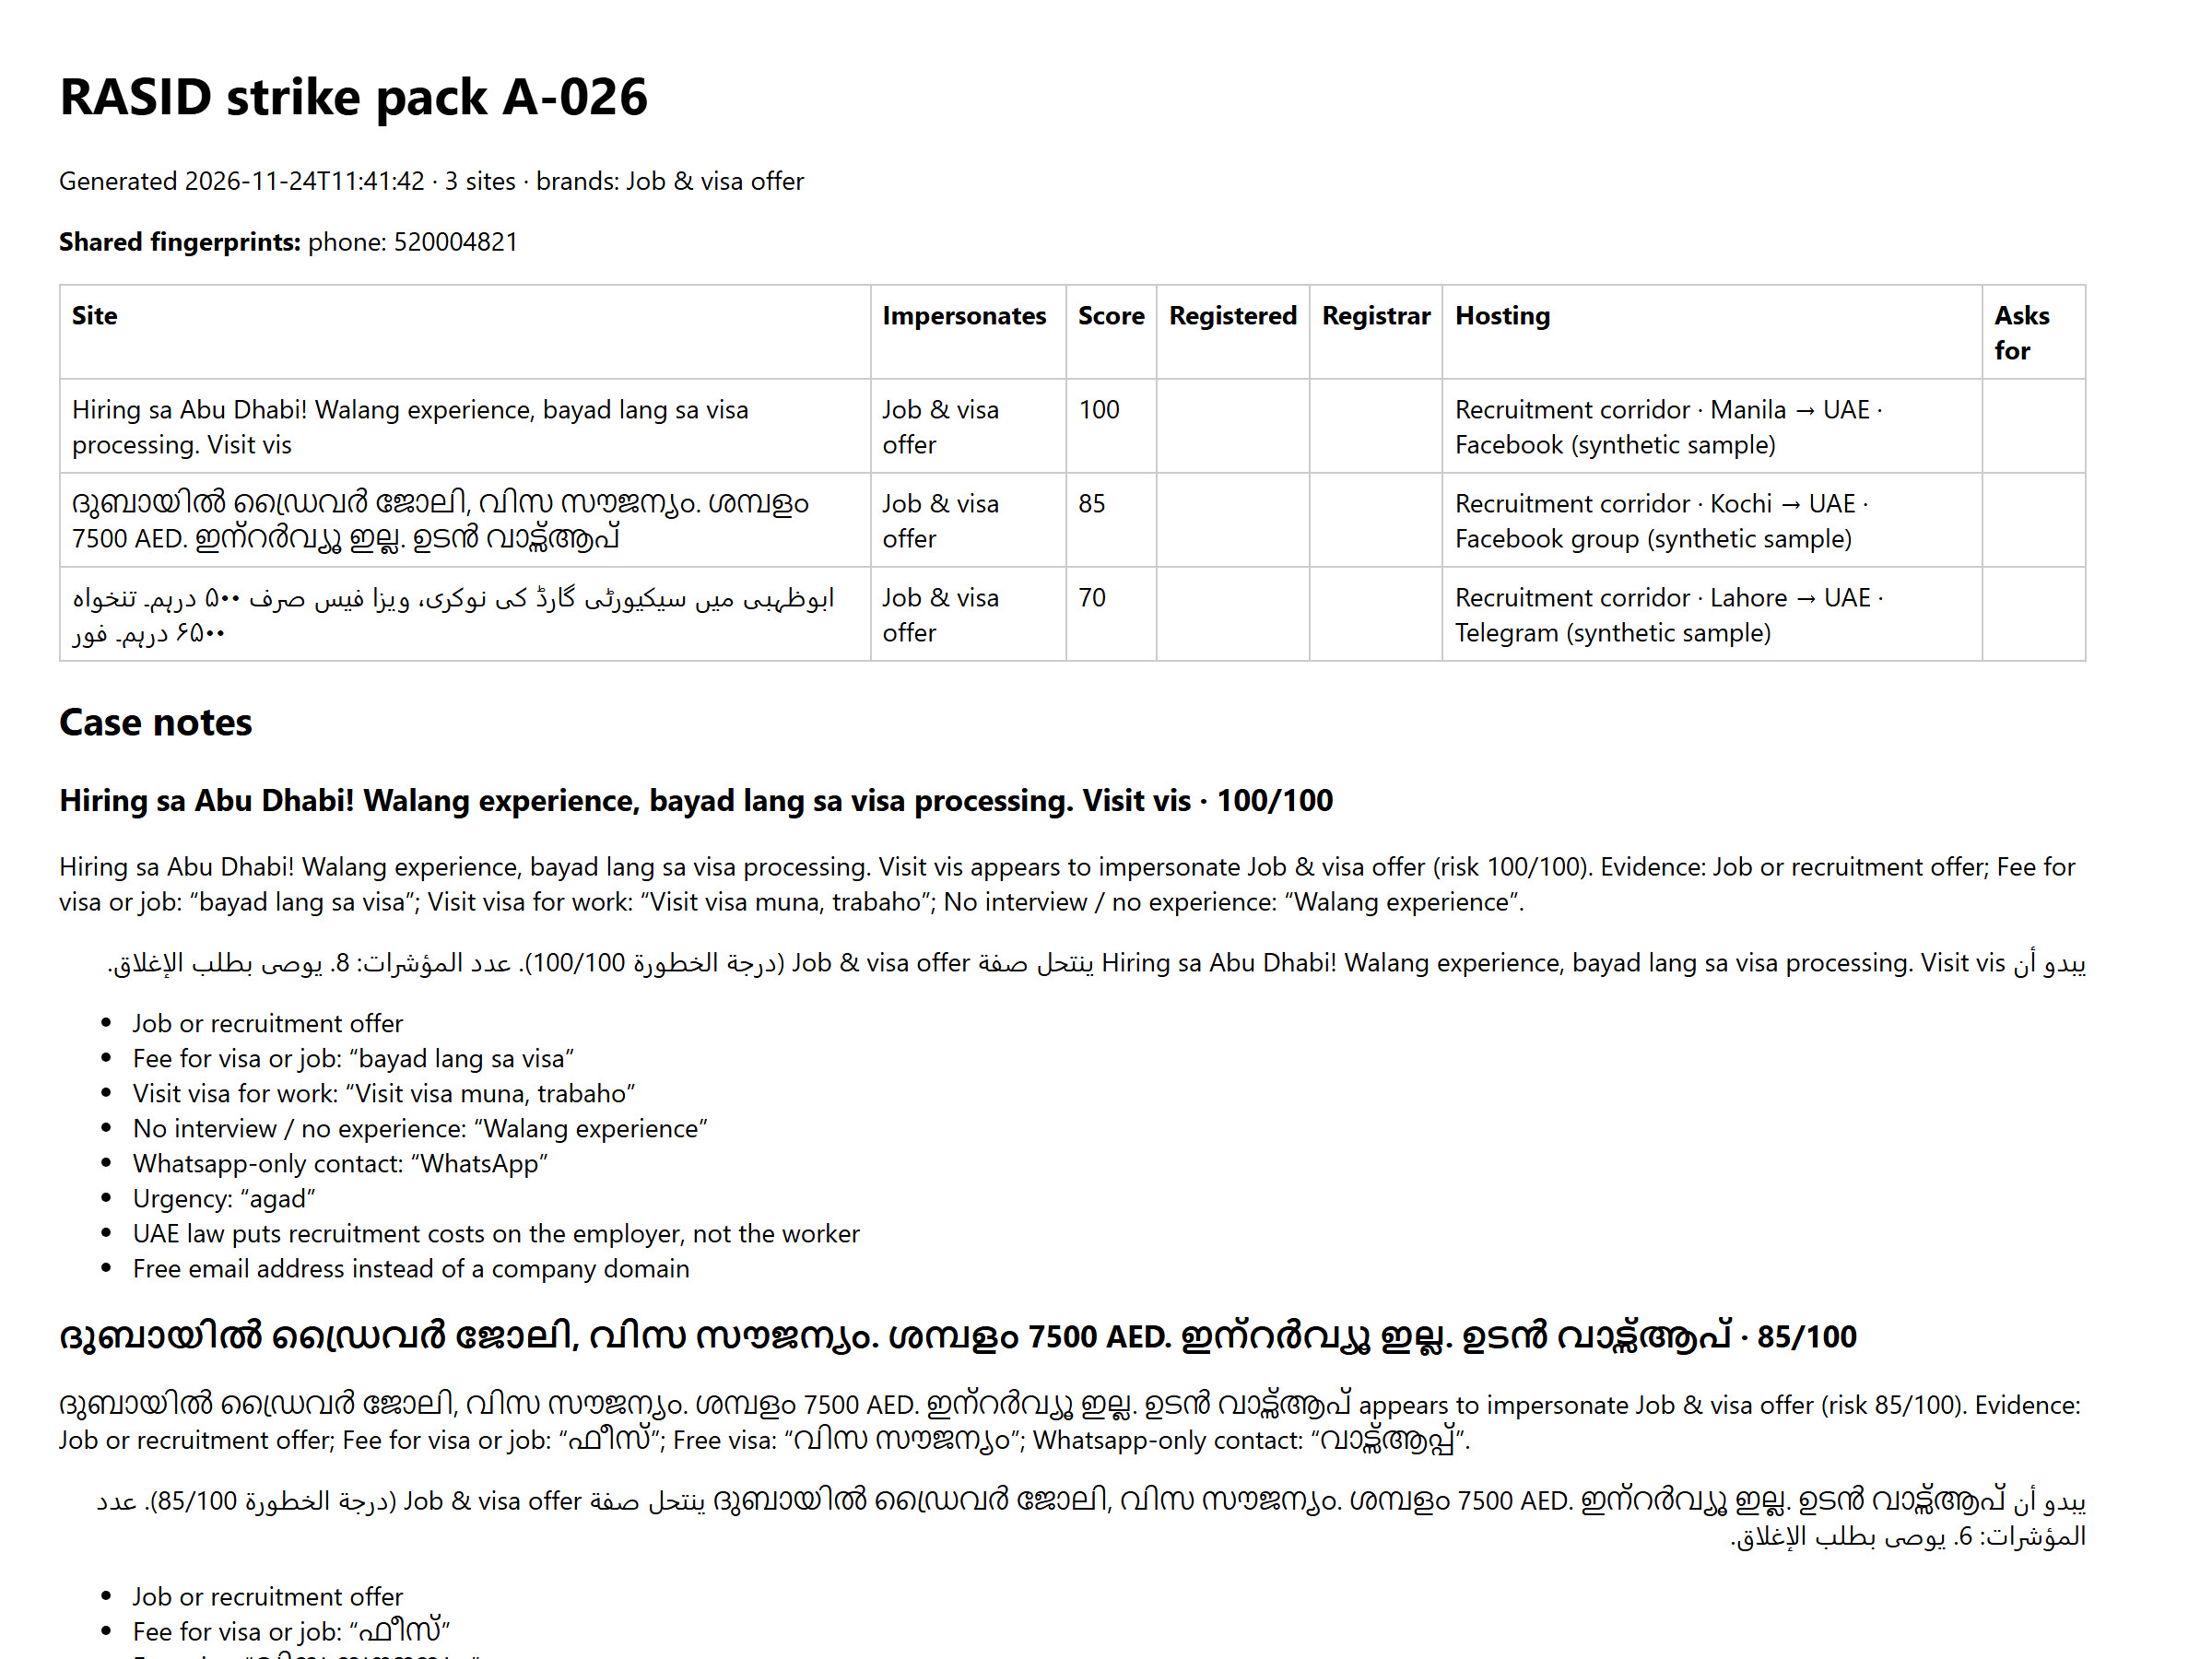 RASID strike pack A-026
Generated 2026-11-24T11:41:42 · 3 sites · brands: Job & visa offer
Shared fingerprints: phone: 520004821
Site Impersonates Score Registered Registrar Hosting Asks for
Hiring sa Abu Dhabi! Walang experience, bayad lang sa visa processing. Visit vis
Job & visa offer
100
Recruitment corridor · Manila → UAE · Facebook (synthetic sample)
ദുബായിൽ ഡ്രൈവർ ജോലി, വിസ സൗജന്യം. ശമ്പളം 7500 AED. ഇന്റർവ്യൂ ഇല്ല. ഉടൻ വാട്സ്ആപ്
Job & visa offer
85
Recruitment corridor · Kochi → UAE · Facebook group (synthetic sample)
ابوظہبی میں سیکیورٹی گارڈ کی نوکری، ویزا فیس صرف ۵۰۰ درہم۔ تنخواہ ۶۵۰۰ درہم۔ فور
Job & visa offer
70
Recruitment corridor · Lahore → UAE · Telegram (synthetic sample)
Case notes
Hiring sa Abu Dhabi! Walang experience, bayad lang sa visa processing. Visit vis · 100/100
Hiring sa Abu Dhabi! Walang experience, bayad lang sa visa processing. Visit vis appears to impersonate Job & visa offer (risk 100/100). Evidence: Job or recruitment offer; Fee for
visa or job: “bayad lang sa visa”; Visit visa for work: “Visit visa muna, trabaho”; No interview / no experience: “Walang experience”.
يبدو أن Hiring sa Abu Dhabi! Walang experience, bayad lang sa visa processing. Visit vis ينتحل صفة Job & visa offer (درجة الخطورة 100/100). عدد المؤشرات: 8. يوصى بطلب الإغلاق.
• Job or recruitment offer
• Fee for visa or job: “bayad lang sa visa”
• Visit visa for work: “Visit visa muna, trabaho”
• No interview / no experience: “Walang experience”
• Whatsapp-only contact: “WhatsApp”
• Urgency: “agad”
• UAE law puts recruitment costs on the employer, not the worker
• Free email address instead of a company domain
ദുബായിൽ ഡ്രൈവർ ജോലി, വിസ സൗജന്യം. ശമ്പളം 7500 AED. ഇന്റർവ്യൂ ഇല്ല. ഉടൻ വാട്സ്ആപ് · 85/100
ദുബായിൽ ഡ്രൈവർ ജോലി, വിസ സൗജന്യം. ശമ്പളം 7500 AED. ഇന്റർവ്യൂ ഇല്ല. ഉടൻ വാട്സ്ആപ് appears to impersonate Job & visa offer (risk 85/100). Evidence:
Job or recruitment offer; Fee for visa or job: “ഫീസ്”; Free visa: “വിസ സൗജന്യം”; Whatsapp-only contact: “വാട്സ്ആപ്പ്”.
يبدو أن ദുബായിൽ ഡ്രൈവർ ജോലി, വിസ സൗജന്യം. ശമ്പളം 7500 AED. ഇന്റർവ്യൂ ഇല്ല. ഉടൻ വാട്സ്ആപ് ينتحل صفة Job & visa offer (درجة الخطورة 85/100). عدد
المؤشرات: 6. يوصى بطلب الإغلاق.
• Job or recruitment offer
• Fee for visa or job: “ഫീസ്”